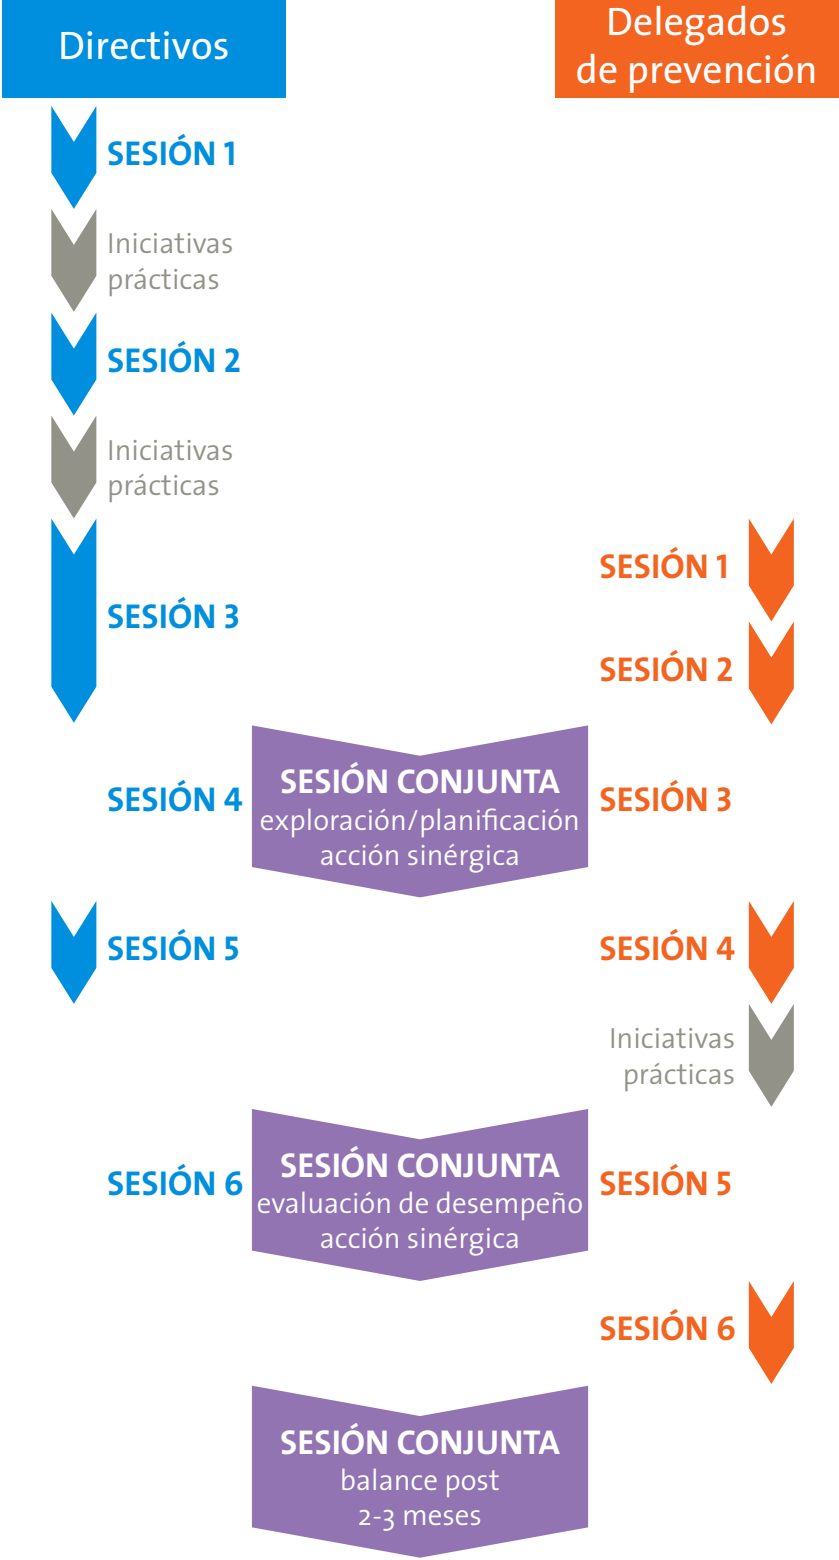 Directivos
Delegados
de prevención
SESIÓN 1
Iniciativas
prácticas
SESIÓN 2
Iniciativas
prácticas
SESIÓN 3
SESIÓN 1
SESIÓN 2
SESIÓN 4
SESIÓN CONJUNTA
exploración/planificación
acción sinérgica
SESIÓN 3
SESIÓN 5
SESIÓN 4
Iniciativas
prácticas
SESIÓN 6
SESIÓN CONJUNTA
evaluación de desempeño
acción sinérgica
SESIÓN 5
SESIÓN 6
SESIÓN CONJUNTA
balance post
2-3 meses